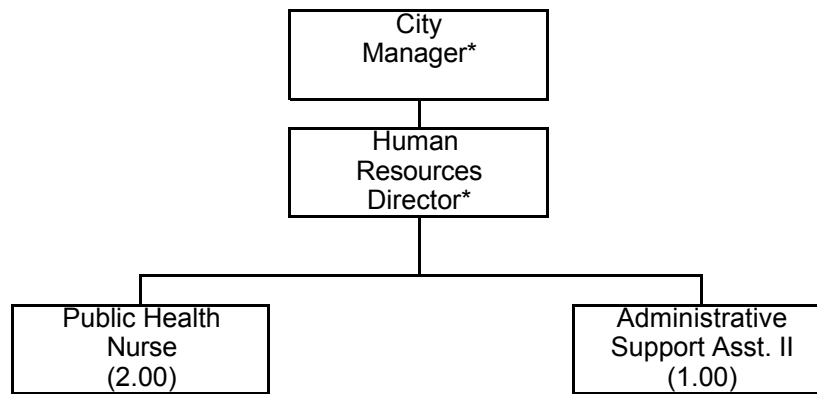 City
Manager*
Human
Resources
Director*
Public Health
Nurse
(2.00)
Administrative
Support Asst. II
(1.00)